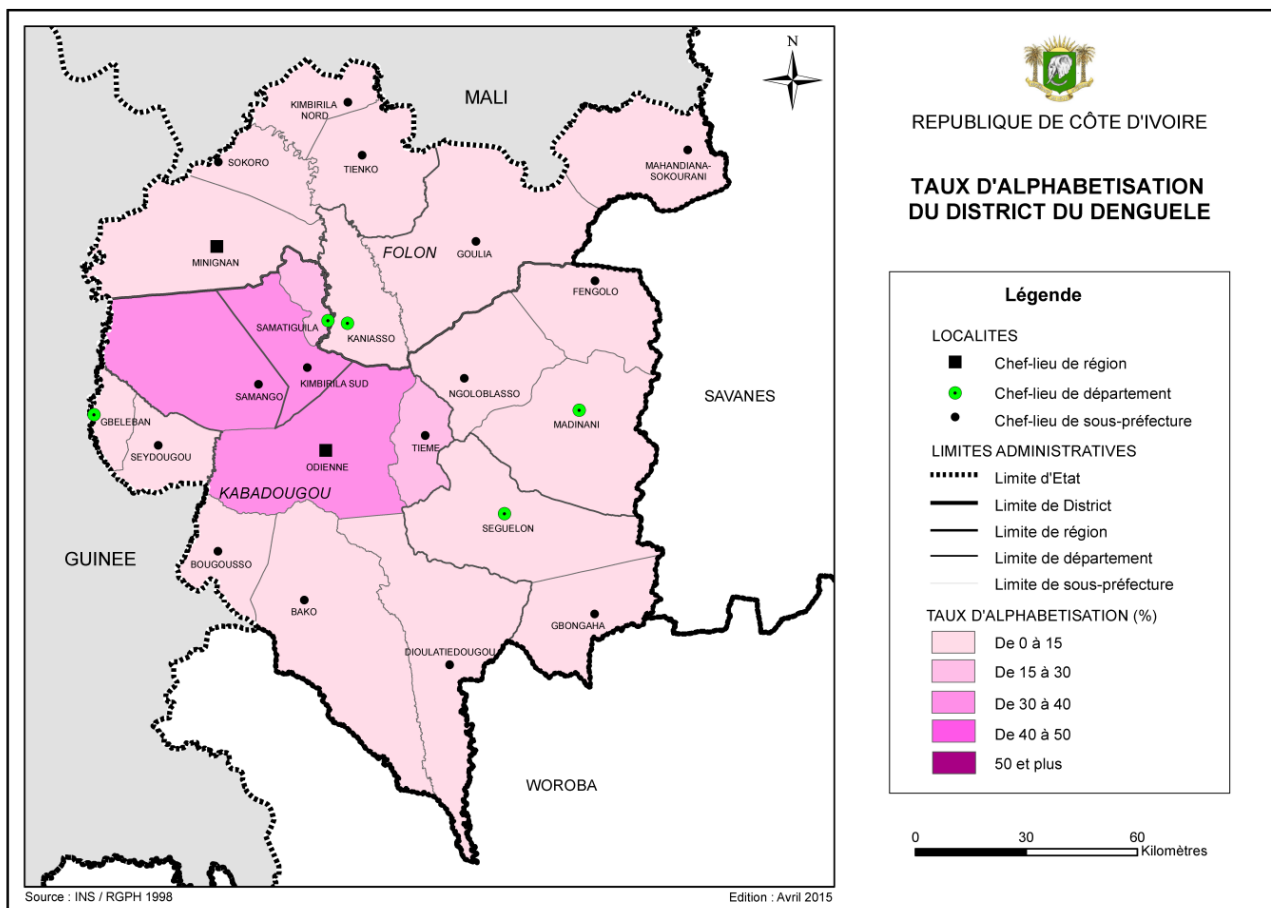 N
MALI
KIMBIRILA
NORD
SOKORO
TIENKO
MAHANDIANA-
SOKOURANI
MINIGNAN
FOLON
GOULIA
FENGOLO
SAMATIGUILA
KANIASSO
KIMBIRILA SUD
SAMANGO
NGOLOBLASSO
MADINANI
SAVANES
GBELEBAN
SEYDOUGOU
TIEME
ODIENNE
KABADOUGOU
SEGUELON
GUINEE
BOUGOUSSO
BAKO
GBONGAHA
DIOULATIEDOUGOU
WOROBA
Source : INS / RGPH 1998
Edition : Avril 2015
REPUBLIQUE DE CÔTE D'IVOIRE
TAUX D'ALPHABETISATION
DU DISTRICT DU DENGUELE
Légende
LOCALITES
Chef-lieu de région
Chef-lieu de département
Chef-lieu de sous-préfecture
LIMITES ADMINISTRATIVES
Limite d'Etat
Limite de District
Limite de région
Limite de département
Limite de sous-préfecture
TAUX D'ALPHABETISATION (%)
De 0 à 15
De 15 à 30
De 30 à 40
De 40 à 50
50 et plus
0 30 60
Kilomètres